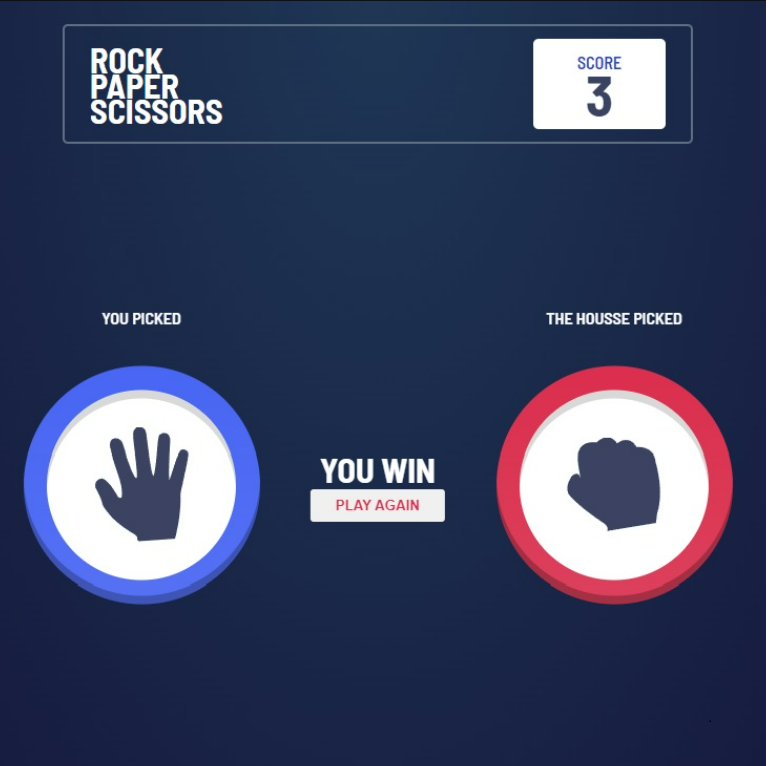 ROCK
PAPER
SCISSORS
SCORE
3
YOU PICKED
THE HOUSSE PICKED
YOU WIN
PLAY AGAIN